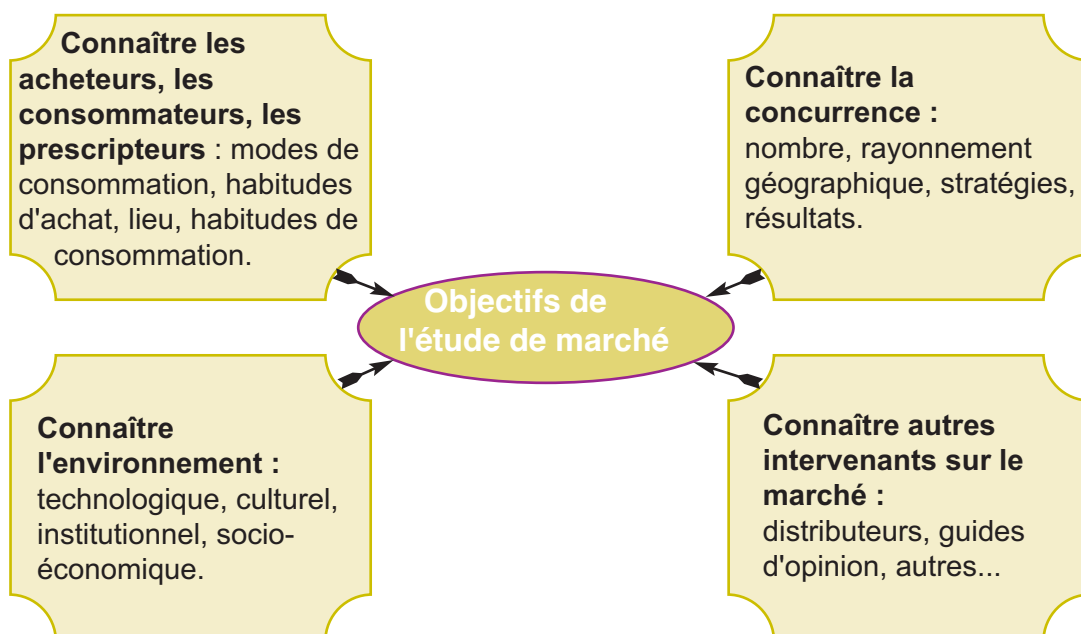 Connaître les
acheteurs, les
consommateurs, les
prescripteurs : modes de
consommation, habitudes
d'achat, lieu, habitudes de
consommation.
Connaître la
concurrence :
nombre, rayonnement
géographique, stratégies,
résultats.
Objectifs de
l'étude de marché
Connaître
l'environnement :
technologique, culturel,
institutionnel, socio-
économique.
Connaître autres
intervenants sur le
marché :
distributeurs, guides
d'opinion, autres...